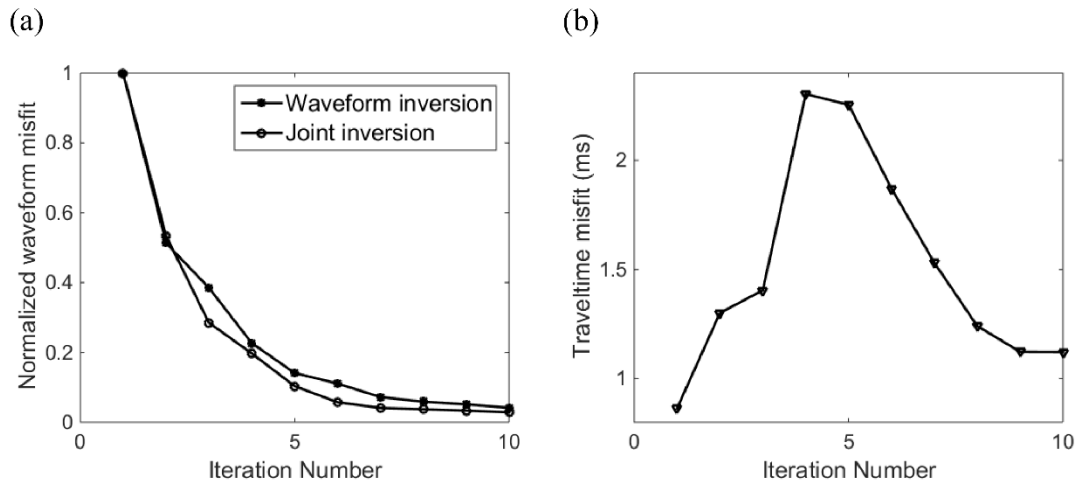 (a)
1
0.8
0.6
0.4
0.2
0
Normalized waveform misfit
Waveform inversion
Joint inversion
0
5
10
Iteration Number
(b)
2
1.5
1
Traveltime misfit (ms)
0
5
10
Iteration Number